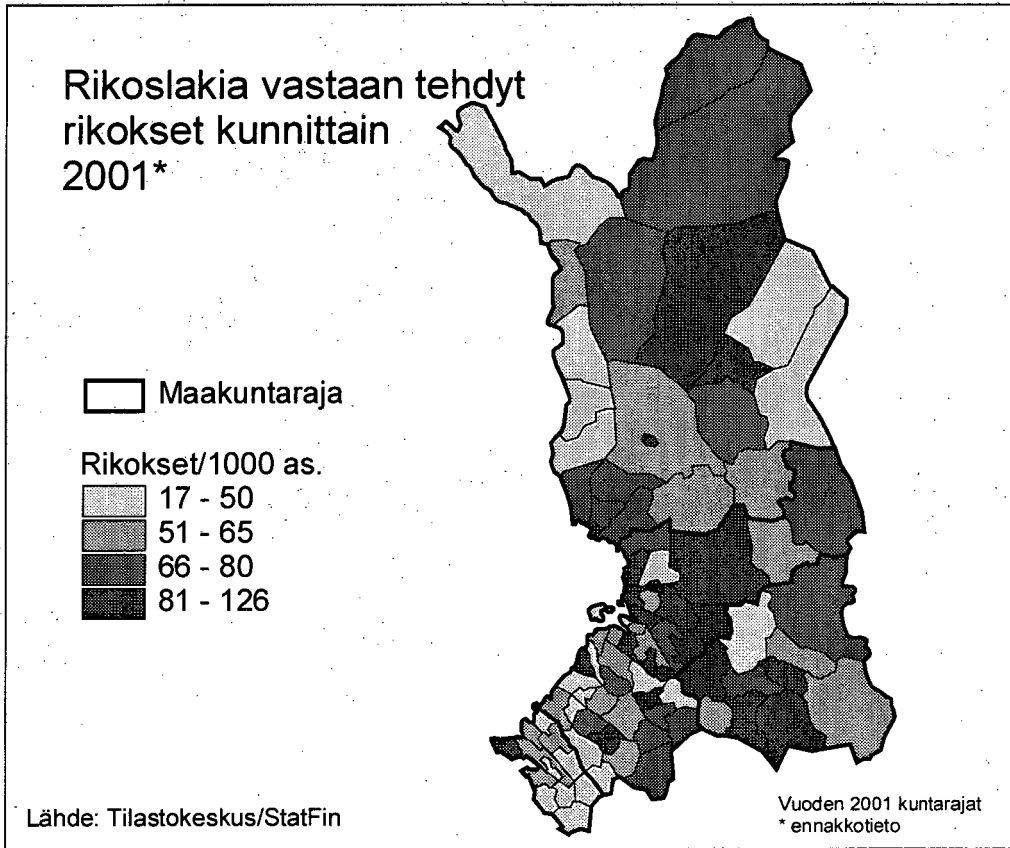 Rikoslakia vastaan tehdyt
rikokset kunnittain
2001*
Maakuntaraja
Rikokset/1000 as.
17 - 50
51 - 65
66 - 80
81 - 126
Lähde: Tilastokeskus/StatFin
Vuoden 2001 kuntarajat
* ennakkotieto